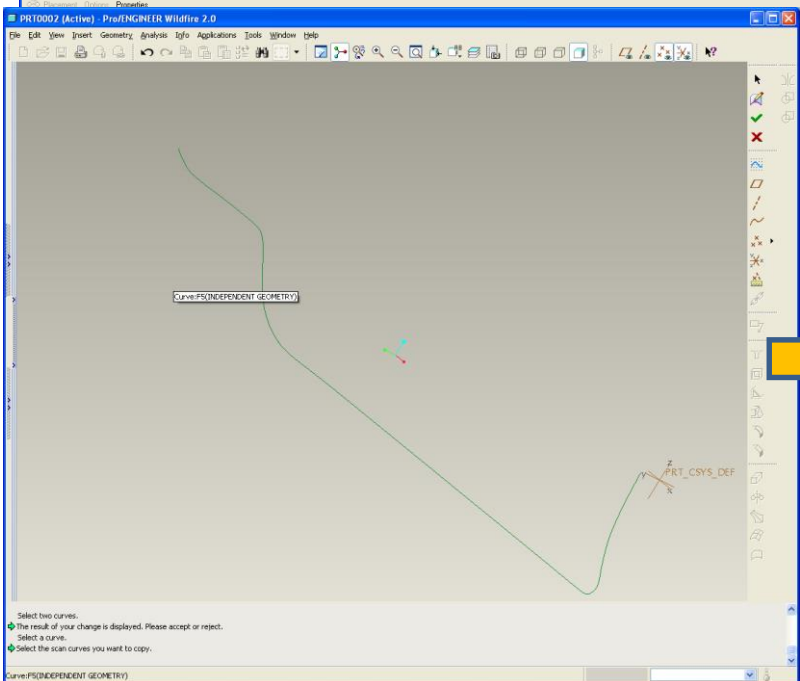 Placement Options Properties
PRT0002 (Active) - Pro/ENGINEER Wildfire 2.0
File Edit View Insert Geometry Analysis Info Applications Tools Window Help
Curve:F5(INDEPENDENT GEOMETRY)
Z
Y PRT_CSYS_DEF
X
Select two curves.
The result of your change is displayed. Please accept or reject.
Select a curve.
Select the scan curves you want to copy.
Curve:F5(INDEPENDENT GEOMETRY)